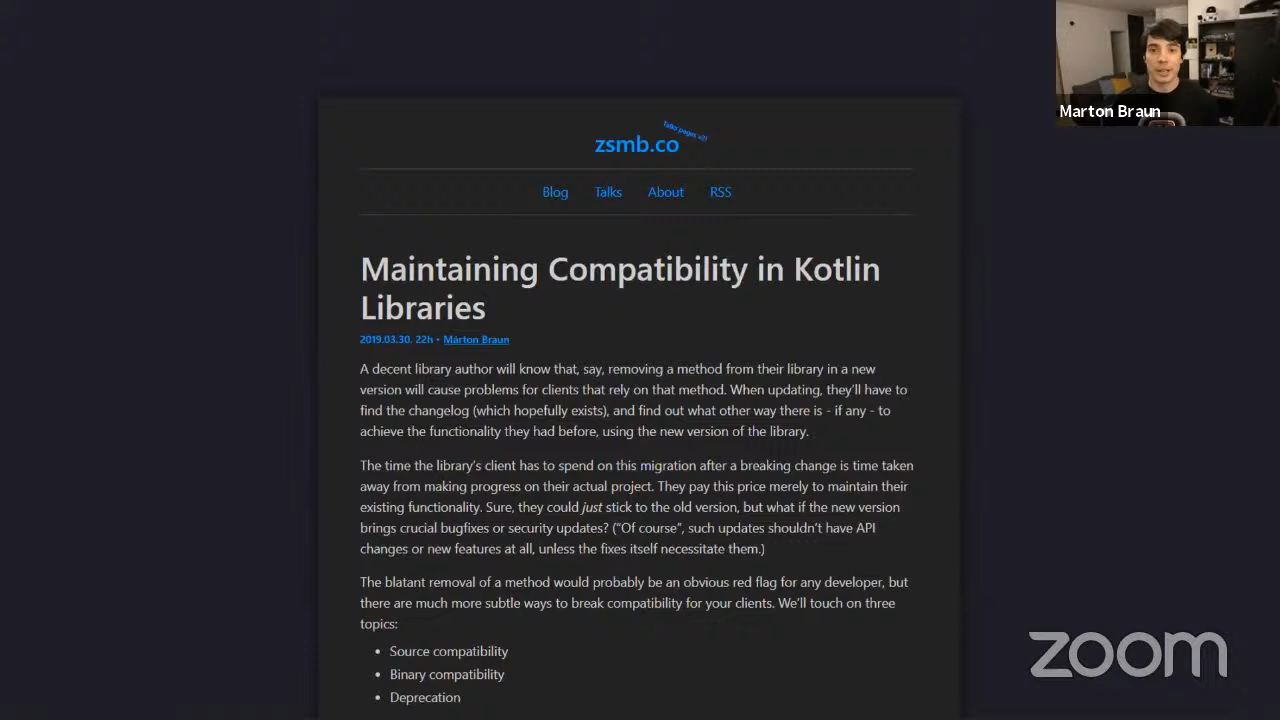 Talks pages v2!
zsmb.co
Blog Talks About RSS
Maintaining Compatibility in Kotlin
Libraries
2019.03.30. 22h • Márton Braun
A decent library author will know that, say, removing a method from their library in a new
version will cause problems for clients that rely on that method. When updating, they’ll have to
find the changelog (which hopefully exists), and find out what other way there is - if any - to
achieve the functionality they had before, using the new version of the library.
The time the library’s client has to spend on this migration after a breaking change is time taken
away from making progress on their actual project. They pay this price merely to maintain their
existing functionality. Sure, they could just stick to the old version, but what if the new version
brings crucial bugfixes or security updates? (“Of course”, such updates shouldn’t have API
changes or new features at all, unless the fixes itself necessitate them.)
The blatant removal of a method would probably be an obvious red flag for any developer, but
there are much more subtle ways to break compatibility for your clients. We’ll touch on three
topics:
• Source compatibility
• Binary compatibility
• Deprecation
Marton Braun
zoom